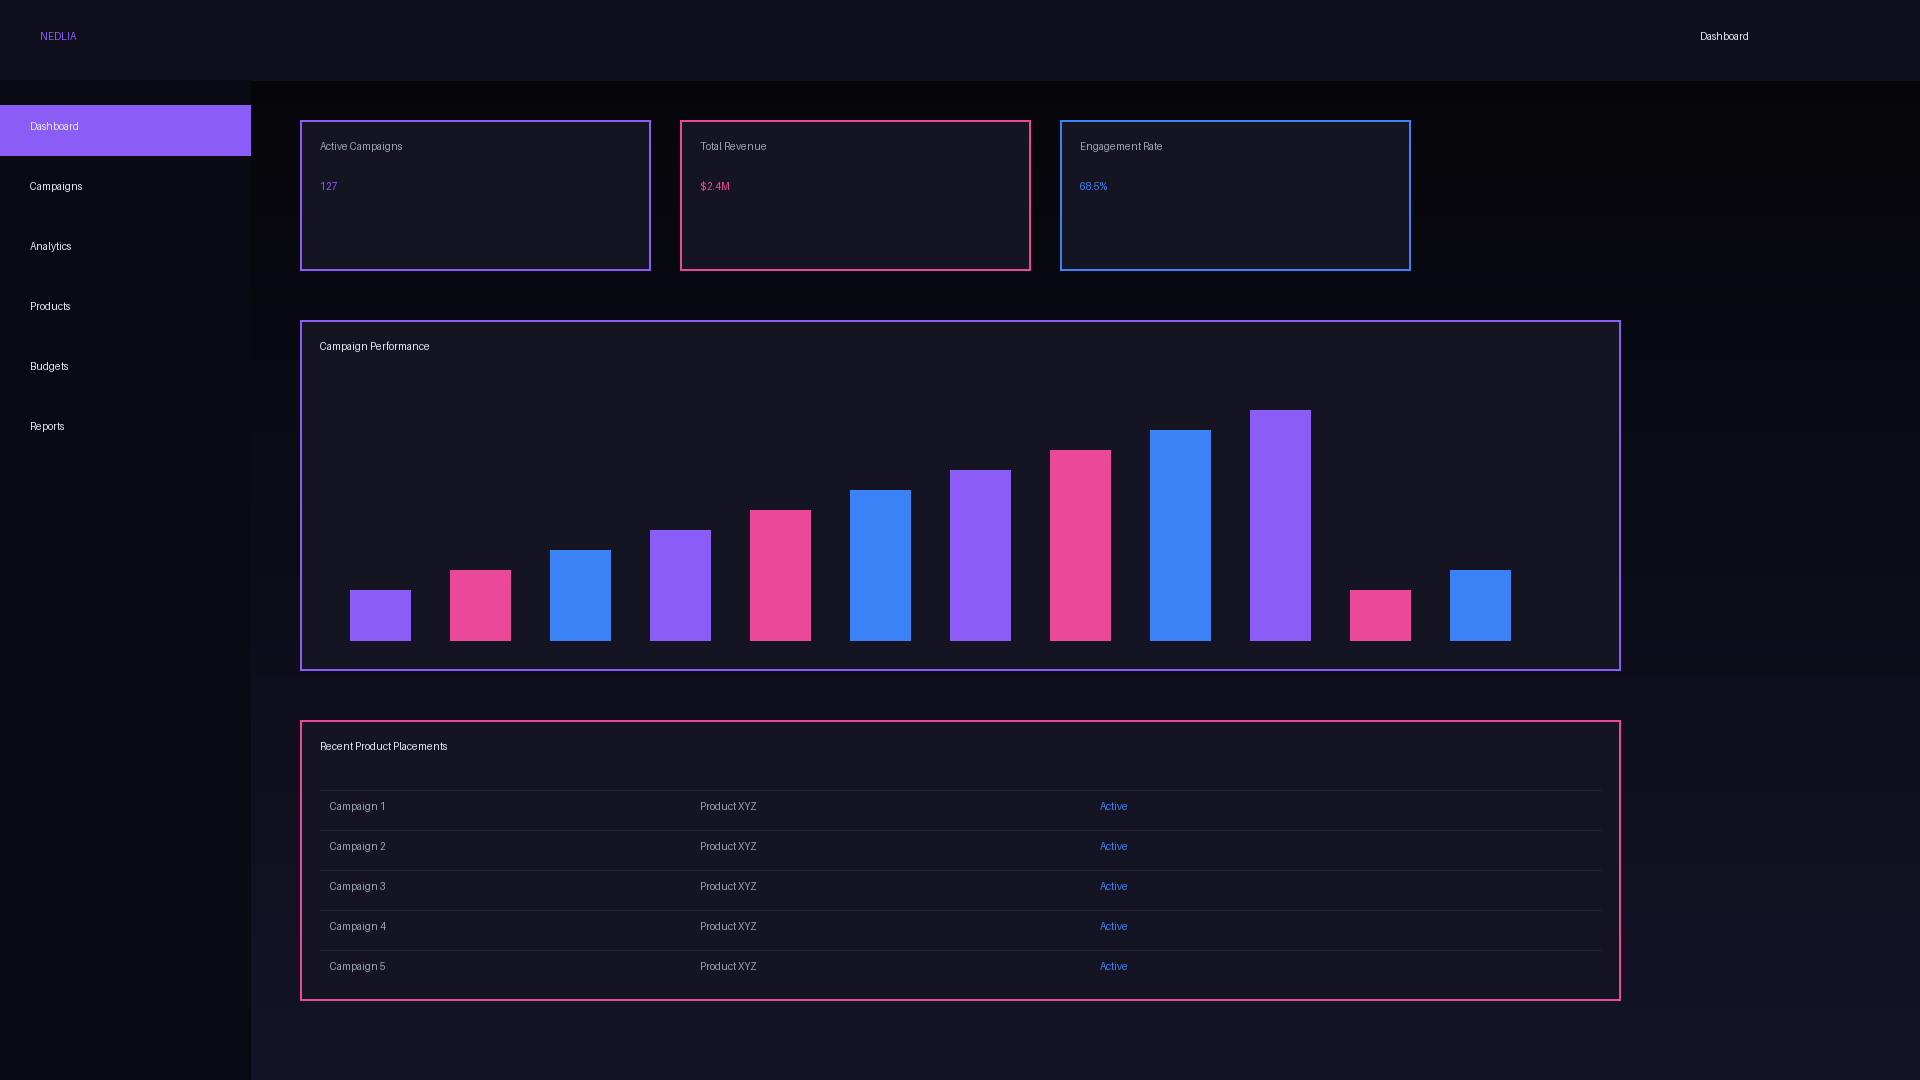 NEDLIA
Dashboard
Dashboard
Campaigns
Analytics
Products
Budgets
Reports
Active Campaigns
127
Total Revenue
$2.4M
Engagement Rate
68.5%
Campaign Performance
Recent Product Placements
Campaign 1 Product XYZ Active
Campaign 2 Product XYZ Active
Campaign 3 Product XYZ Active
Campaign 4 Product XYZ Active
Campaign 5 Product XYZ Active